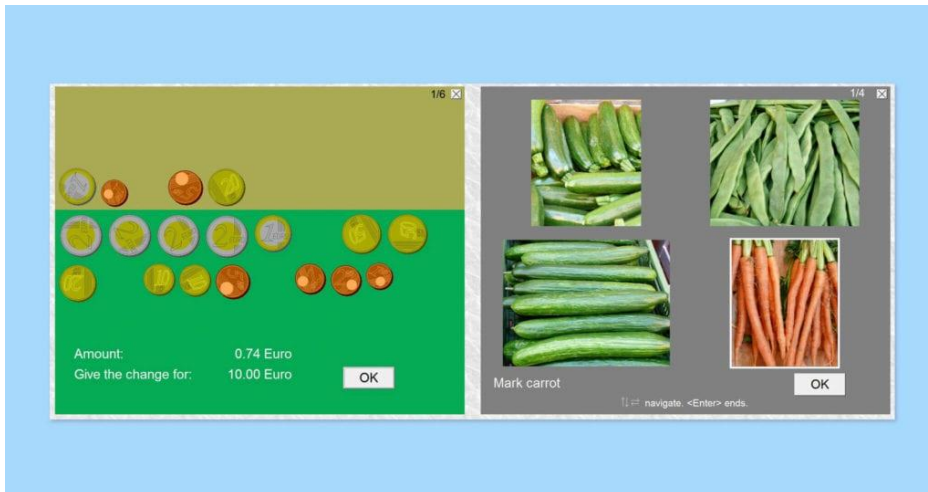 1/6
Amount: 0.74 Euro
Give the change for: 10.00 Euro
OK
1/4
Mark carrot
OK
navigate. <Enter> ends.